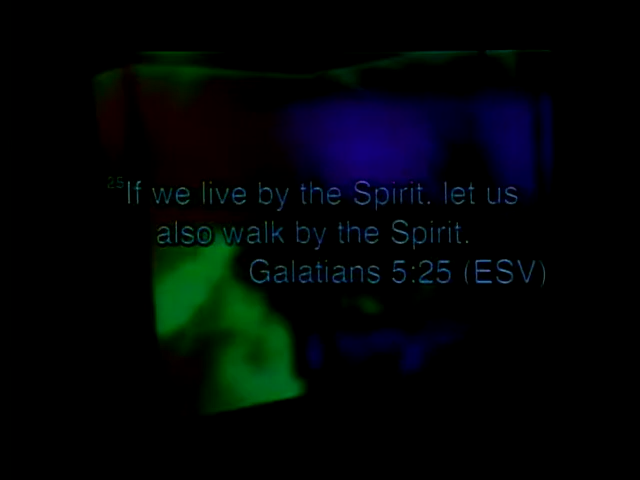 25If we live by the Spirit, let us
also walk by the Spirit.
Galatians 5:25 (ESV)